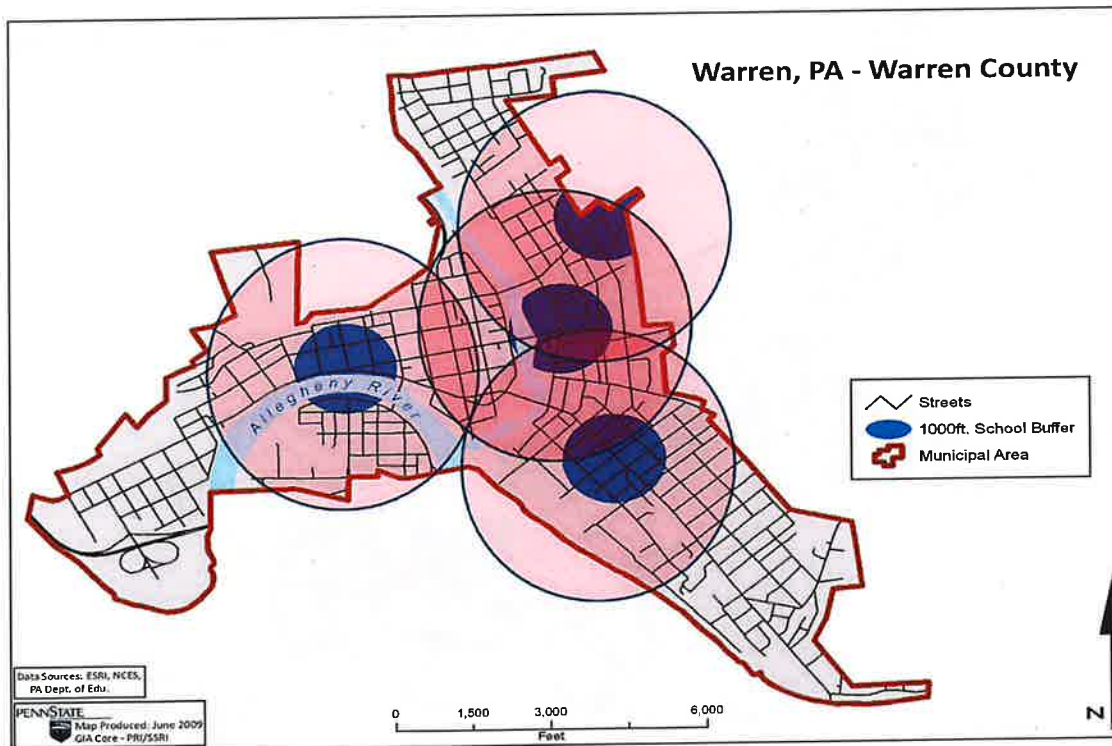 Warren, PA - Warren County
Allegheny River
Streets
1000ft. School Buffer
Municipal Area
Data Sources: ESRI, NCES,
PA Dept. of Edu.
PENNSTATE
Map Produced: June 2009
GIA Core - PRI/SSRI
0 1,500 3,000 6,000
Feet
N